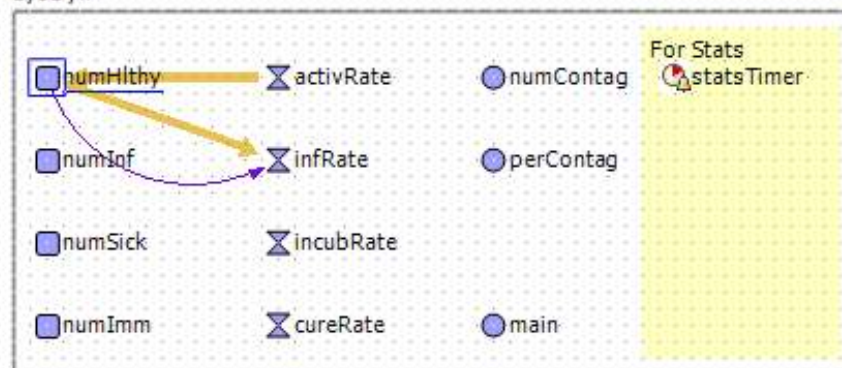 For Stats
numHlthy activRate numContag statsTimer
numInf infRate perContag
numSick incubRate
numImm cureRate main